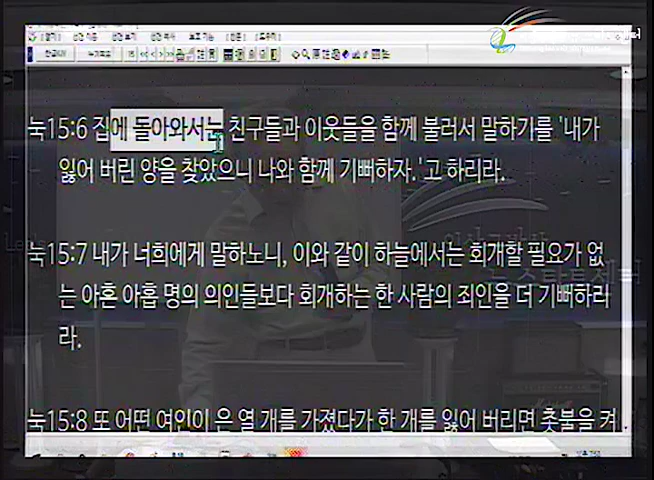 눅15:6 집에 돌아와서는 친구들과 이웃들을 함께 불러서 말하기를 '내가
잃어 버린 양을 찾았으니 나와 함께 기뻐하자.'고 하리라.
눅15:7 내가 너희에게 말하노니, 이와 같이 하늘에서는 회개할 필요가 없
는 아흔 아홉 명의 의인들보다 회개하는 한 사람의 죄인을 더 기뻐하리
라.
눅15:8 또 어떤 여인이 은 열 개를 가졌다가 한 개를 잃어 버리면 촛불을 켜